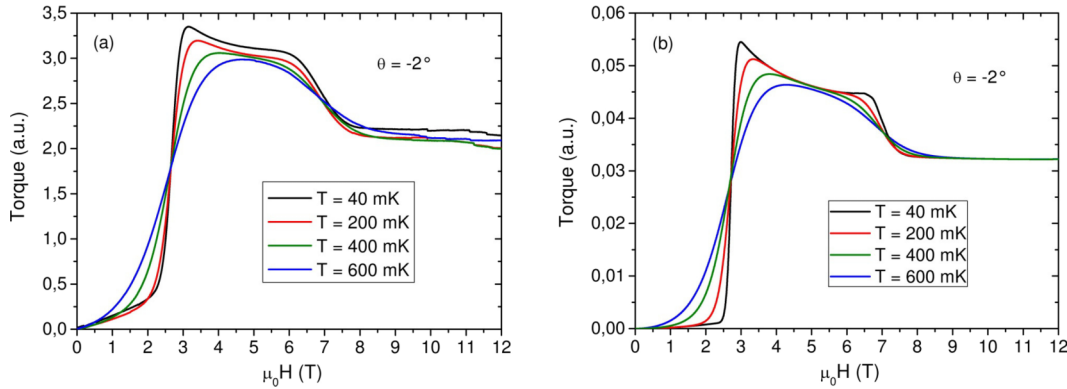 (a)
θ = -2°
Torque (a.u.)
3,5
3,0
2,5
2,0
1,5
1,0
0,5
0,0
T = 40 mK
T = 200 mK
T = 400 mK
T = 600 mK
0 1 2 3 4 5 6 7 8 9 10 11 12
μ₀H (T)
(b)
θ = -2°
Torque (a.u.)
0,06
0,05
0,04
0,03
0,02
0,01
0,00
T = 40 mK
T = 200 mK
T = 400 mK
T = 600 mK
0 1 2 3 4 5 6 7 8 9 10 11 12
μ₀H (T)